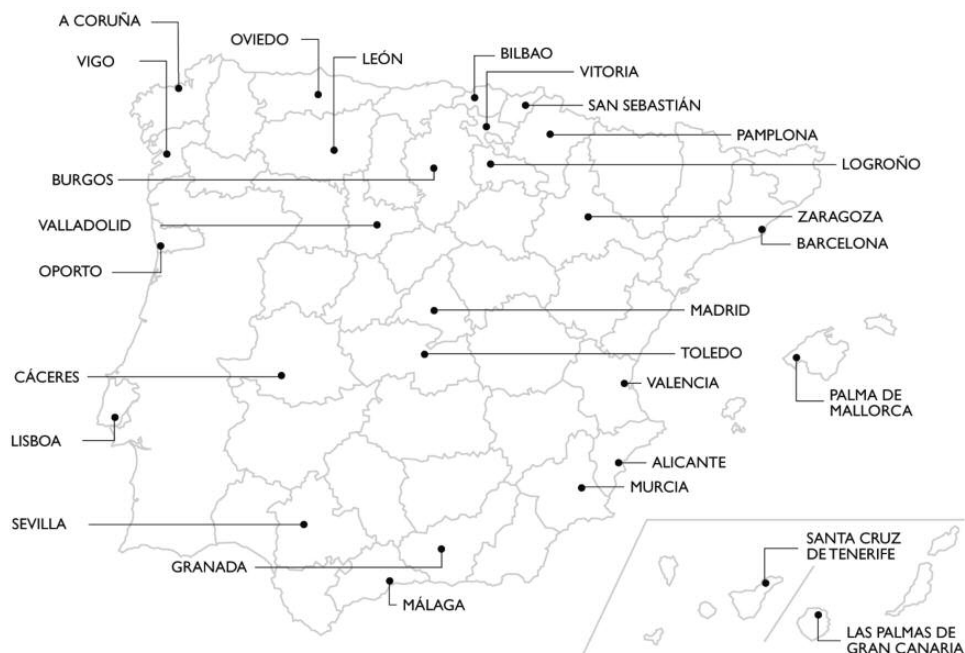 A CORUÑA
OVIEDO
VIGO
LEÓN
BILBAO
VITORIA
SAN SEBASTIÁN
PAMPLONA
LOGROÑO
BURGOS
VALLADOLID
ZARAGOZA
BARCELONA
OPORTO
MADRID
TOLEDO
CÁCERES
VALENCIA
PALMA DE
MALLORCA
LISBOA
ALICANTE
MURCIA
SEVILLA
GRANADA
MÁLAGA
SANTA CRUZ
DE TENERIFE
LAS PALMAS DE
GRAN CANARIA